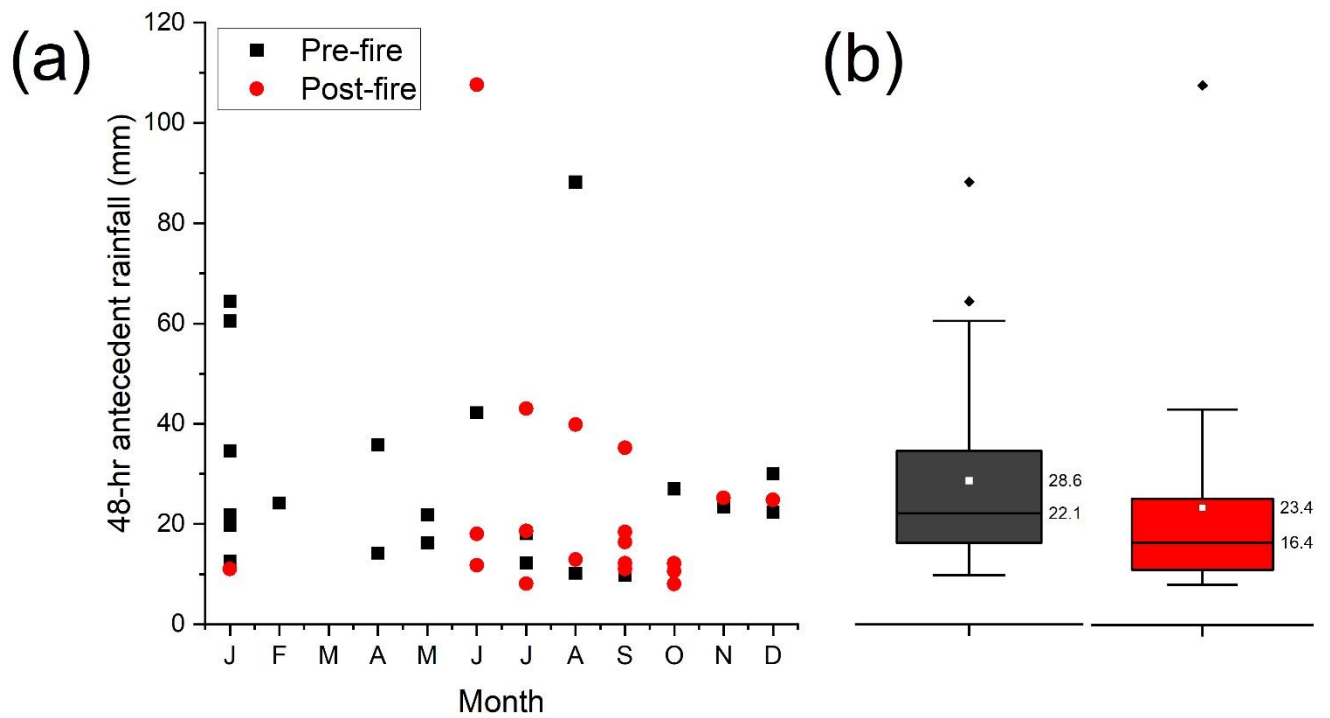 (a)
120
100
80
60
40
20
0
48-hr antecedent rainfall (mm)
Pre-fire
Post-fire
J F M A M J J A S O N D
Month
(b)
28.6
22.1
23.4
16.4